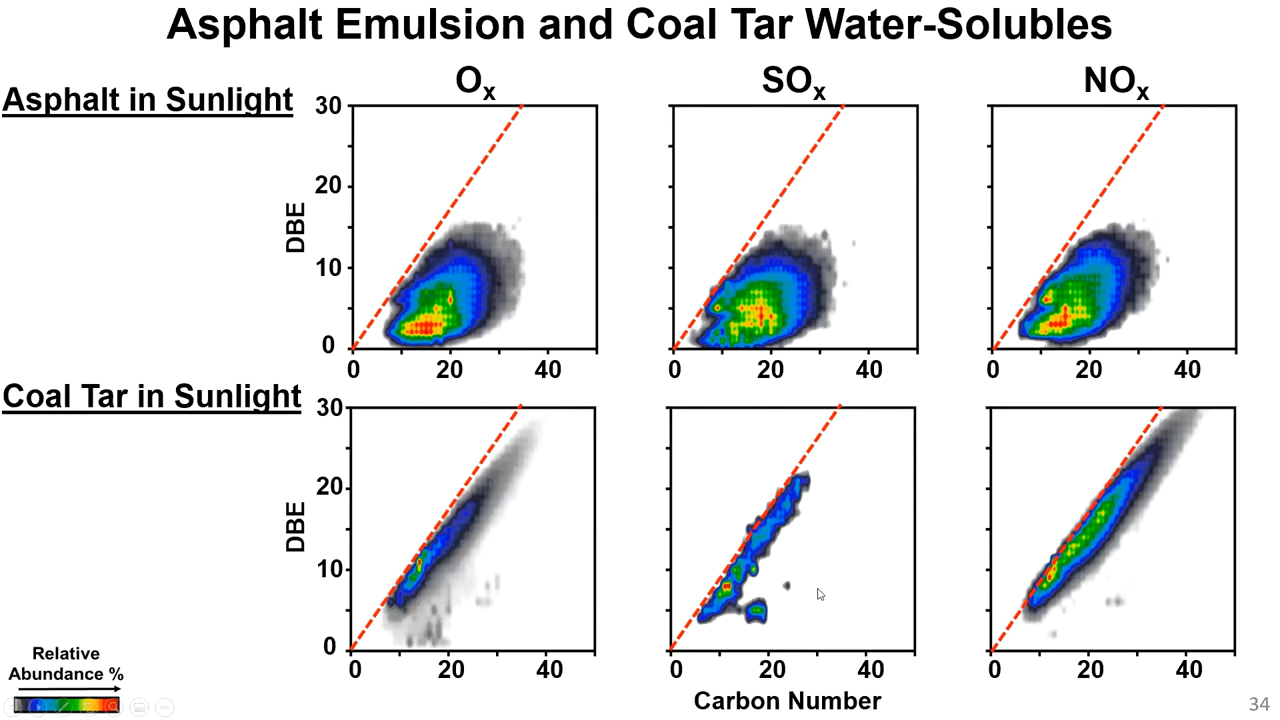 Asphalt Emulsion and Coal Tar Water-Solubles
Oₓ
SOₓ
NOₓ
Asphalt in Sunlight
30
20
10
0
DBE
0 20 40
0 20 40
0 20 40
Coal Tar in Sunlight
30
20
10
0
DBE
0 20 40
0 20 40
0 20 40
Carbon Number
Relative
Abundance %
34